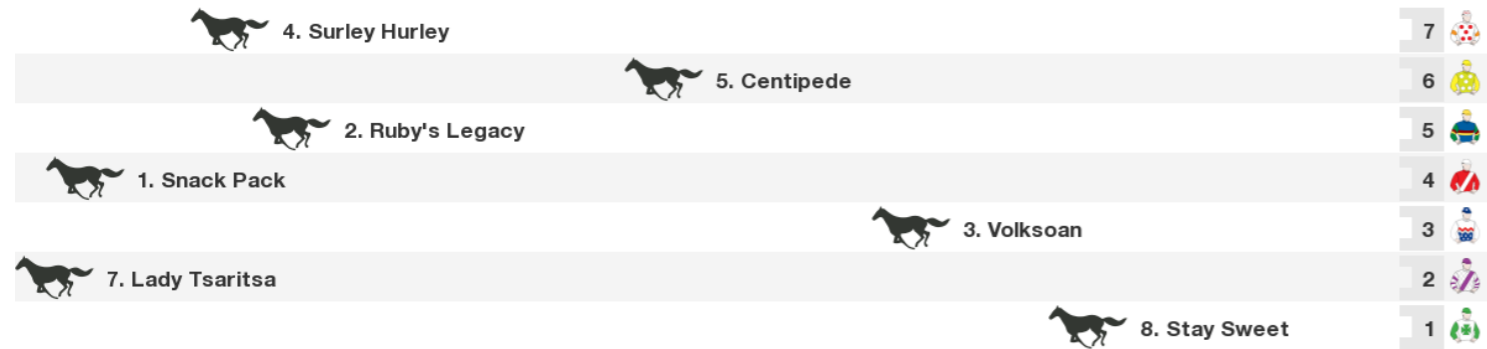 4. Surley Hurley 7
5. Centipede 6
2. Ruby's Legacy 5
1. Snack Pack 4
3. Volksoan 3
7. Lady Tsaritsa 2
8. Stay Sweet 1